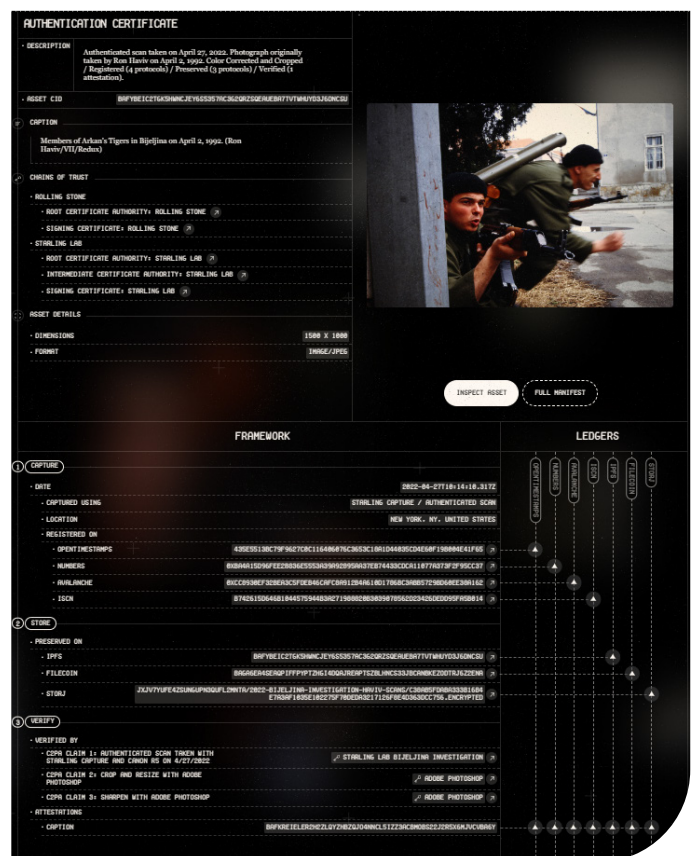 AUTHENTICATION CERTIFICATE
DESCRIPTION
Authenticated scan taken on April 27, 2022. Photograph originally
taken by Ron Haviv on April 2, 1992. Color Corrected and Cropped
/ Registered (4 protocols) / Preserved (3 protocols) / Verified (1
attestation).
ASSET CID
CAPTION
Members of Arkan's Tigers in Bijeljina on April 2, 1992. (Ron
Haviv/VII/Redux)
CHAINS OF TRUST
ROLLING STONE
ROOT CERTIFICATE AUTHORITY: ROLLING STONE
SIGNING CERTIFICATE: ROLLING STONE
STARLING LAB
ROOT CERTIFICATE AUTHORITY: STARLING LAB
INTERMEDIATE CERTIFICATE AUTHORITY: STARLING LAB
SIGNING CERTIFICATE: STARLING LAB
ASSET DETAILS
DIMENSIONS 1500 X 1000
FORMAT IMAGE/JPEG
INSPECT ASSET FULL MANIFEST
FRAMEWORK LEDGERS
1 CAPTURE
OPENTIMESTAMPS NUMBERS AVALANCHE ISCN IPFS FILECOIN STORJ
DATE 2022-04-27T10:14:10.317Z
CAPTURED USING STARLING CAPTURE / AUTHENTICATED SCAN
LOCATION NEW YORK, NY, UNITED STATES
REGISTERED ON
OPENTIMESTAMPS
NUMBERS
AVALANCHE
ISCN
2 STORE
PRESERVED ON
IPFS
FILECOIN
STORJ
3 VERIFY
VERIFIED BY
C2PA CLAIM 1: AUTHENTICATED SCAN TAKEN WITH
STARLING CAPTURE AND CANON R5 ON 4/27/2022 STARLING LAB BIJELJINA INVESTIGATION
C2PA CLAIM 2: CROP AND RESIZE WITH ADOBE
PHOTOSHOP ADOBE PHOTOSHOP
C2PA CLAIM 3: SHARPEN WITH ADOBE PHOTOSHOP ADOBE PHOTOSHOP
ATTESTATIONS
CAPTION